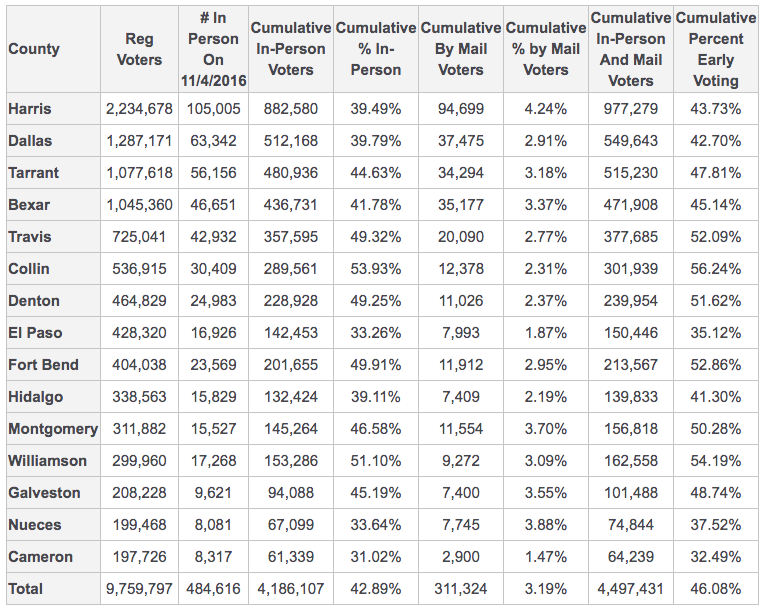 County Reg Voters # In Person On 11/4/2016 Cumulative In-Person Voters Cumulative % In-Person Cumulative By Mail Voters Cumulative % by Mail Voters Cumulative In-Person And Mail Voters Cumulative Percent Early Voting
Harris 2,234,678 105,005 882,580 39.49% 94,699 4.24% 977,279 43.73%
Dallas 1,287,171 63,342 512,168 39.79% 37,475 2.91% 549,643 42.70%
Tarrant 1,077,618 56,156 480,936 44.63% 34,294 3.18% 515,230 47.81%
Bexar 1,045,360 46,651 436,731 41.78% 35,177 3.37% 471,908 45.14%
Travis 725,041 42,932 357,595 49.32% 20,090 2.77% 377,685 52.09%
Collin 536,915 30,409 289,561 53.93% 12,378 2.31% 301,939 56.24%
Denton 464,829 24,983 228,928 49.25% 11,026 2.37% 239,954 51.62%
El Paso 428,320 16,926 142,453 33.26% 7,993 1.87% 150,446 35.12%
Fort Bend 404,038 23,569 201,655 49.91% 11,912 2.95% 213,567 52.86%
Hidalgo 338,563 15,829 132,424 39.11% 7,409 2.19% 139,833 41.30%
Montgomery 311,882 15,527 145,264 46.58% 11,554 3.70% 156,818 50.28%
Williamson 299,960 17,268 153,286 51.10% 9,272 3.09% 162,558 54.19%
Galveston 208,228 9,621 94,088 45.19% 7,400 3.55% 101,488 48.74%
Nueces 199,468 8,081 67,099 33.64% 7,745 3.88% 74,844 37.52%
Cameron 197,726 8,317 61,339 31.02% 2,900 1.47% 64,239 32.49%
Total 9,759,797 484,616 4,186,107 42.89% 311,324 3.19% 4,497,431 46.08%